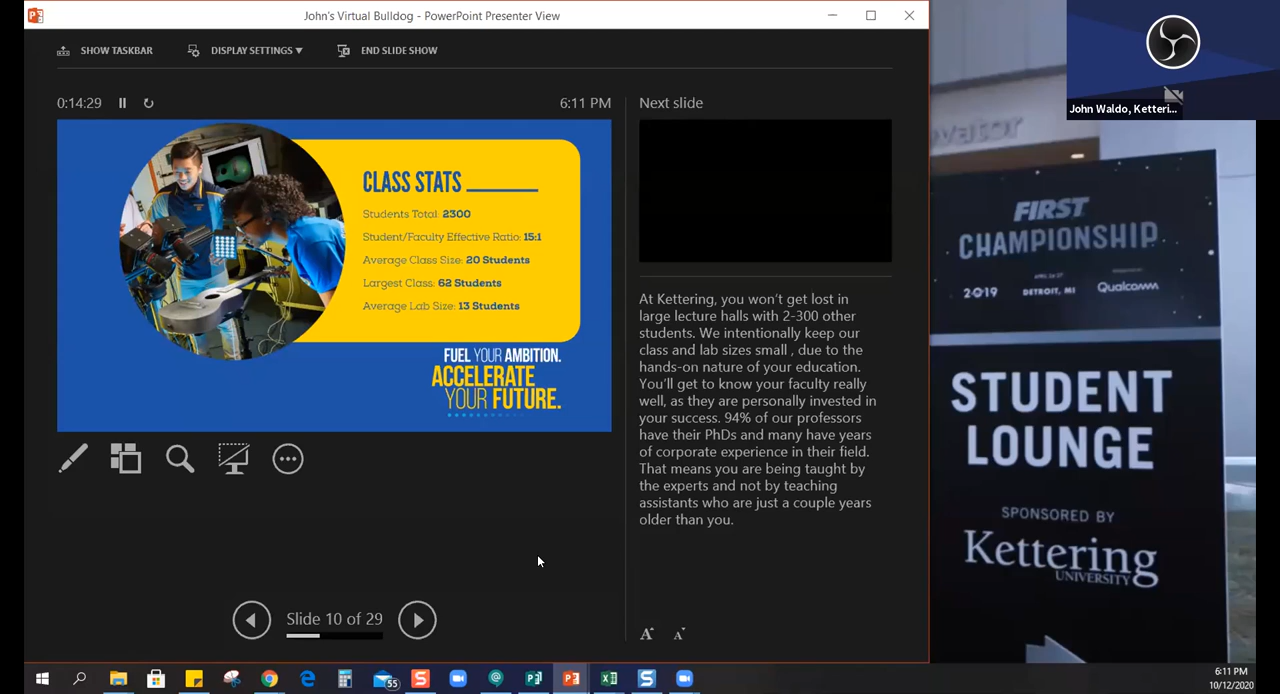 John's Virtual Bulldog - PowerPoint Presenter View
SHOW TASKBAR
DISPLAY SETTINGS
END SLIDE SHOW
0:14:29
6:11 PM
CLASS STATS
Students Total: 2300
Student/Faculty Effective Ratio: 15:1
Average Class Size: 20 Students
Largest Class: 62 Students
Average Lab Size: 13 Students
FUEL YOUR AMBITION.
ACCELERATE
YOUR FUTURE.
Slide 10 of 29
Next slide
At Kettering, you won't get lost in
large lecture halls with 2-300 other
students. We intentionally keep our
class and lab sizes small , due to the
hands-on nature of your education.
You'll get to know your faculty really
well, as they are personally invested in
your success. 94% of our professors
have their PhDs and many have years
of corporate experience in their field.
That means you are being taught by
the experts and not by teaching
assistants who are just a couple years
older than you.
A
A
John Waldo, Ketteri...
vator
FIRST
CHAMPIONSHIP
2019
DETROIT, MI
Qualcomm
STUDENT
LOUNGE
SPONSORED BY
Kettering
UNIVERSITY
55
6:11 PM
10/12/2020